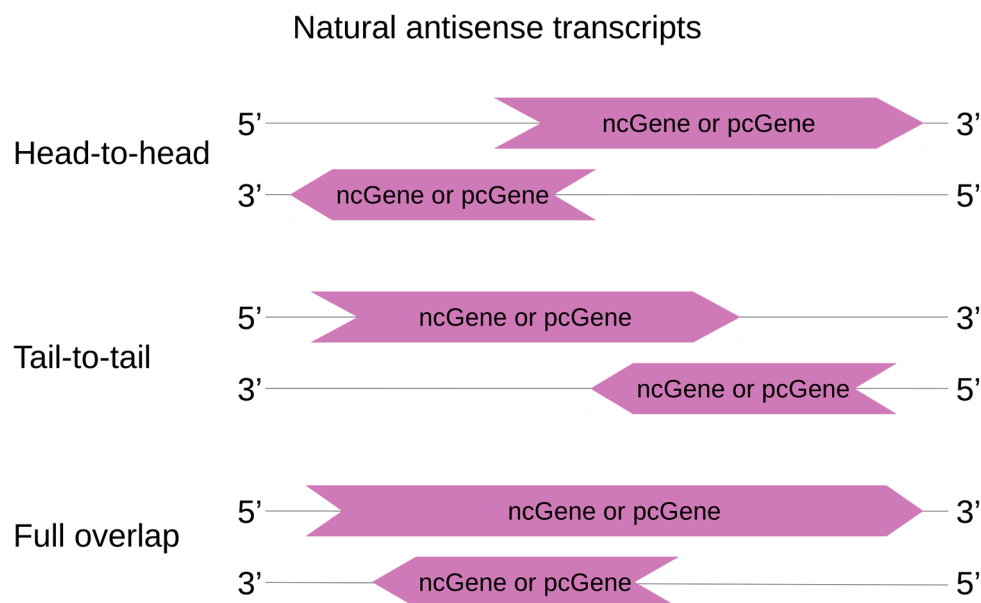 Natural antisense transcripts
5’ ncGene or pcGene 3’
Head-to-head
3’ ncGene or pcGene 5’
5’ ncGene or pcGene 3’
Tail-to-tail
3’ ncGene or pcGene 5’
5’ ncGene or pcGene 3’
Full overlap
3’ ncGene or pcGene 5’